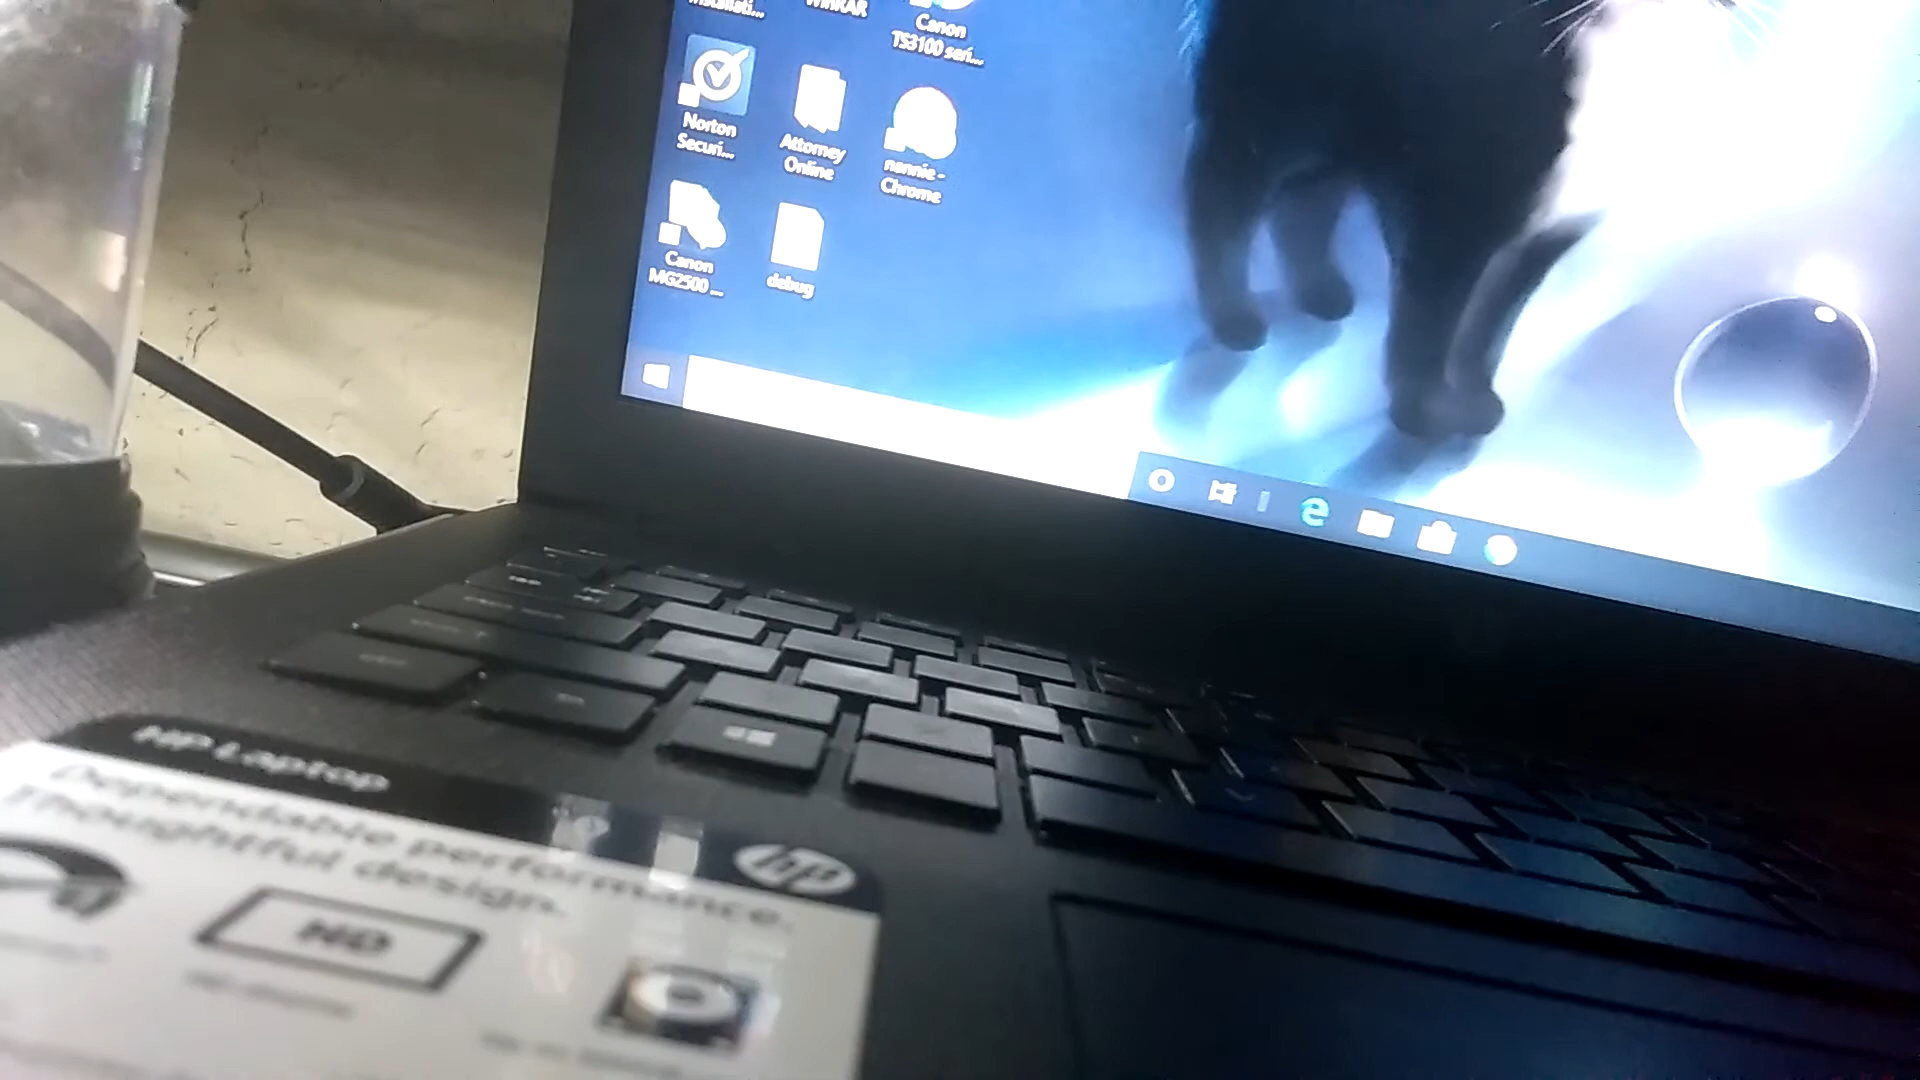 WinRAR
Canon
TS3100 seri...
Norton
Securi...
Attorney
Online
nannie -
Chrome
Canon
MG2500 ...
debug
HP Laptop
Dependable performance.
Thoughtful design.
hp
HD